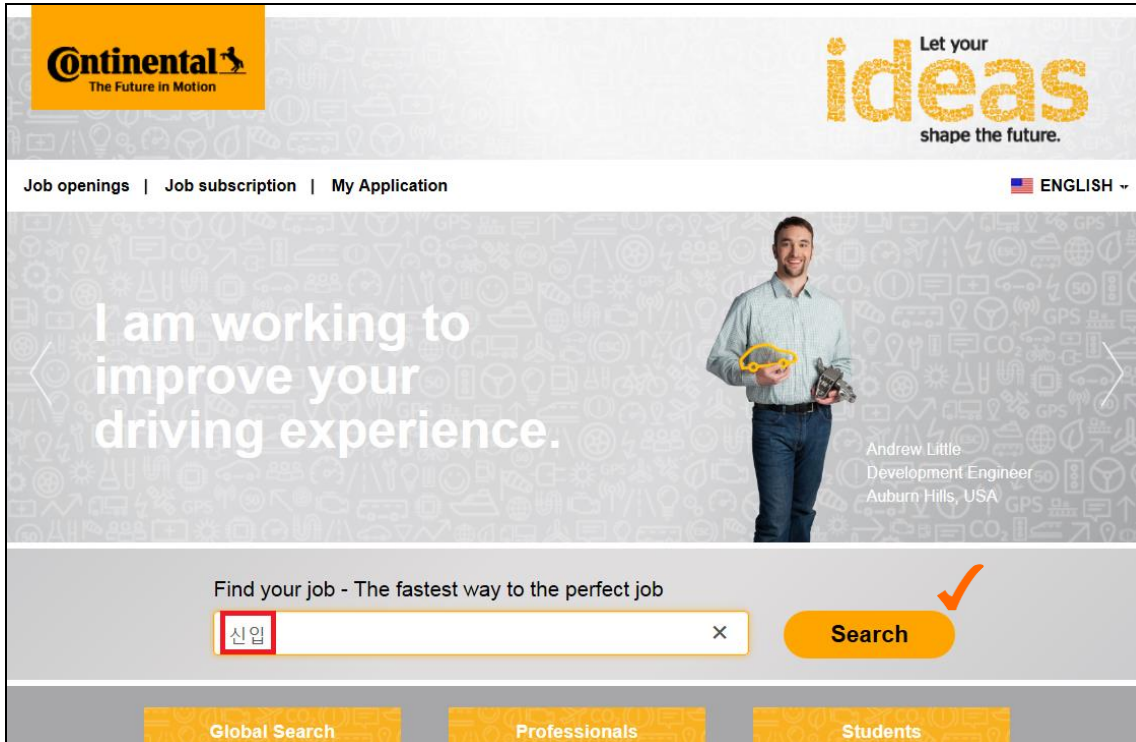 Continental
The Future in Motion
Let your
ideas
shape the future.
Job openings | Job subscription | My Application
ENGLISH
I am working to
improve your
driving experience.
Andrew Little
Development Engineer
Auburn Hills, USA
Find your job - The fastest way to the perfect job
신입
Search
Global Search
Professionals
Students